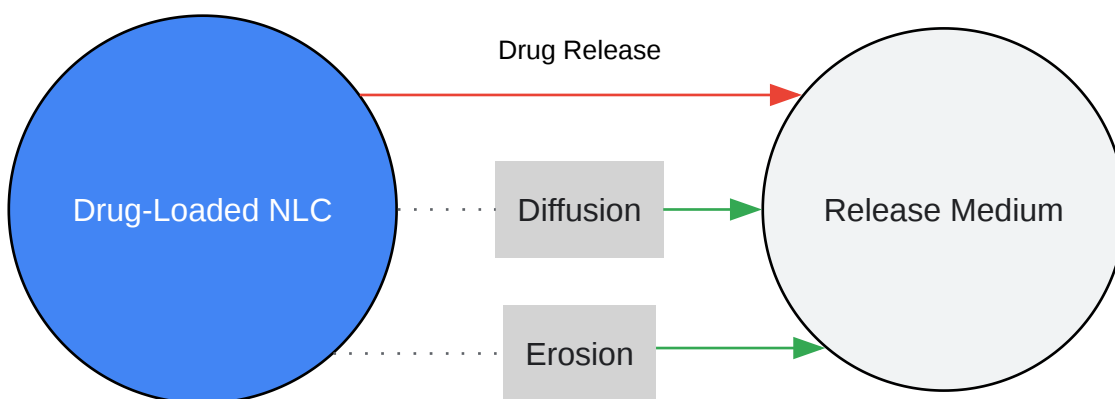 Drug Release
Drug-Loaded NLC
Diffusion
Release Medium
Erosion